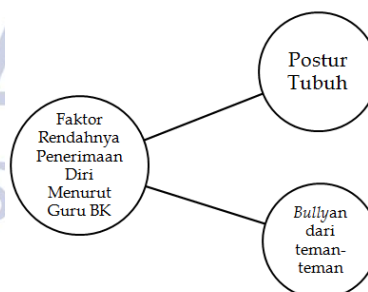 Faktor
Rendahnya
Penerimaan
Diri
Menurut
Guru BK
Postur
Tubuh
Bullyan
dari
teman-
teman